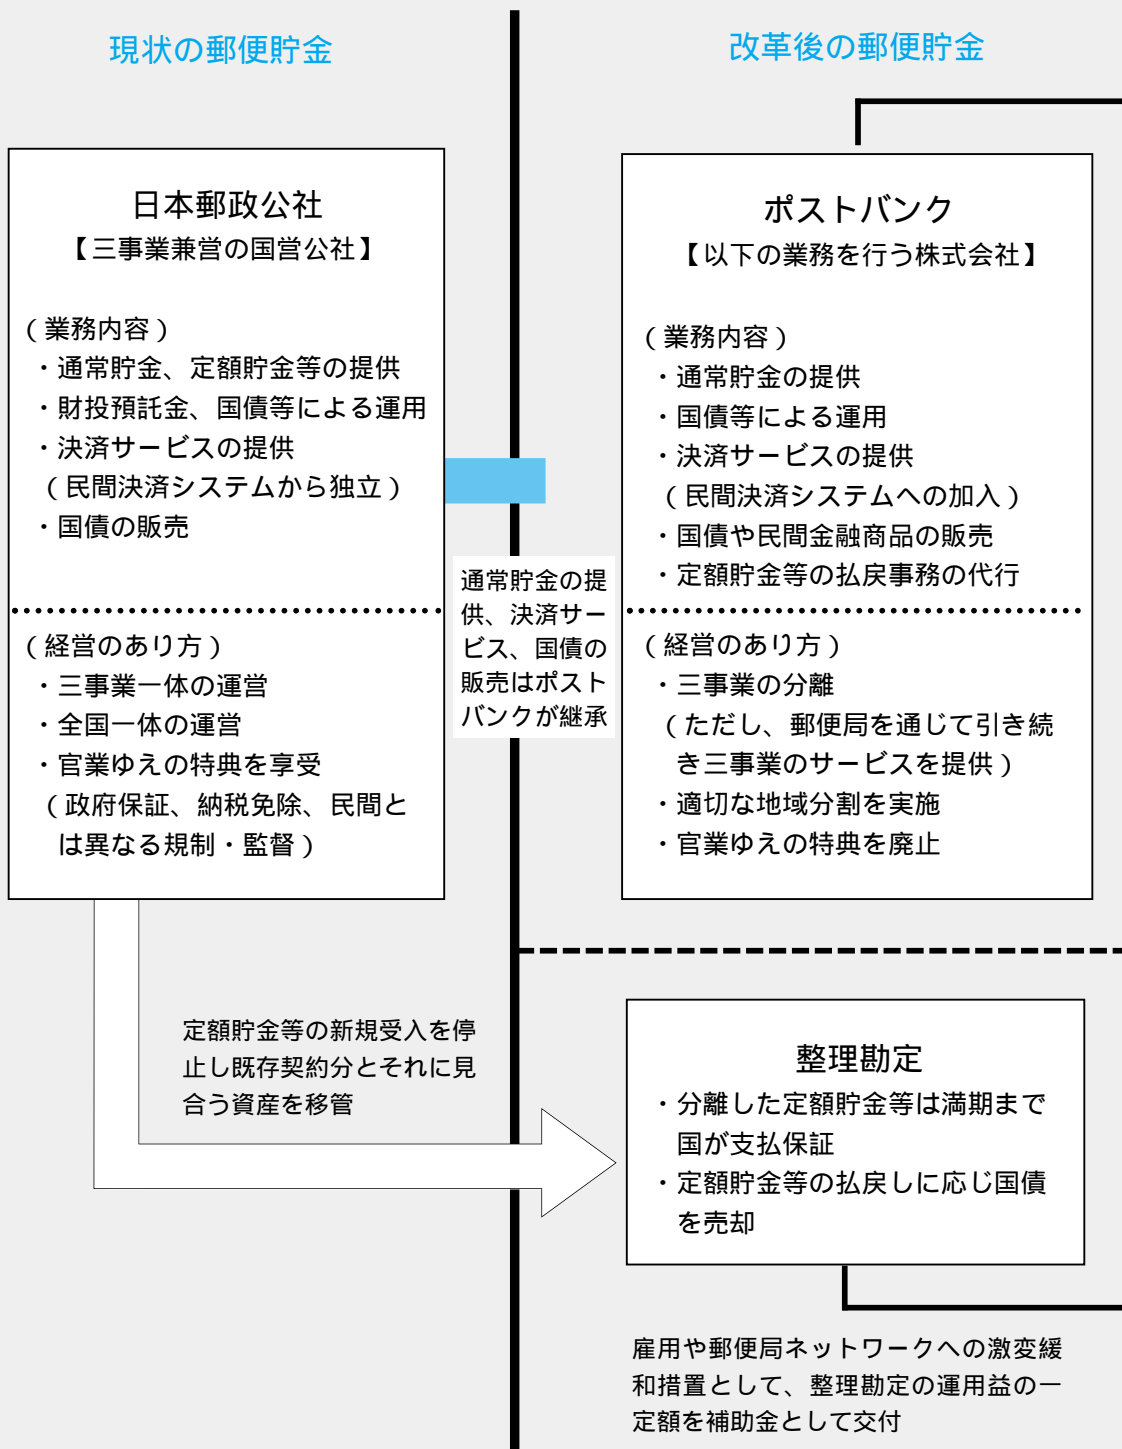 現状の郵便貯金
日本郵政公社
【三事業兼営の国営公社】
（業務内容）
・通常貯金、定額貯金等の提供
・財投預託金、国債等による運用
・決済サービスの提供
（民間決済システムから独立）
・国債の販売
（経営のあり方）
・三事業一体の運営
・全国一体の運営
・官業ゆえの特典を享受
（政府保証、納税免除、民間と
は異なる規制・監督）
通常貯金の提
供、決済サー
ビス、国債の
販売はポスト
バンクが継承
定額貯金等の新規受入を停
止し既存契約分とそれに見
合う資産を移管
改革後の郵便貯金
ポストバンク
【以下の業務を行う株式会社】
（業務内容）
・通常貯金の提供
・国債等による運用
・決済サービスの提供
（民間決済システムへの加入）
・国債や民間金融商品の販売
・定額貯金等の払戻事務の代行
（経営のあり方）
・三事業の分離
（ただし、郵便局を通じて引き続
き三事業のサービスを提供）
・適切な地域分割を実施
・官業ゆえの特典を廃止
整理勘定
・分離した定額貯金等は満期まで
国が支払保証
・定額貯金等の払戻しに応じ国債
を売却
雇用や郵便局ネットワークへの激変緩
和措置として、整理勘定の運用益の一
定額を補助金として交付